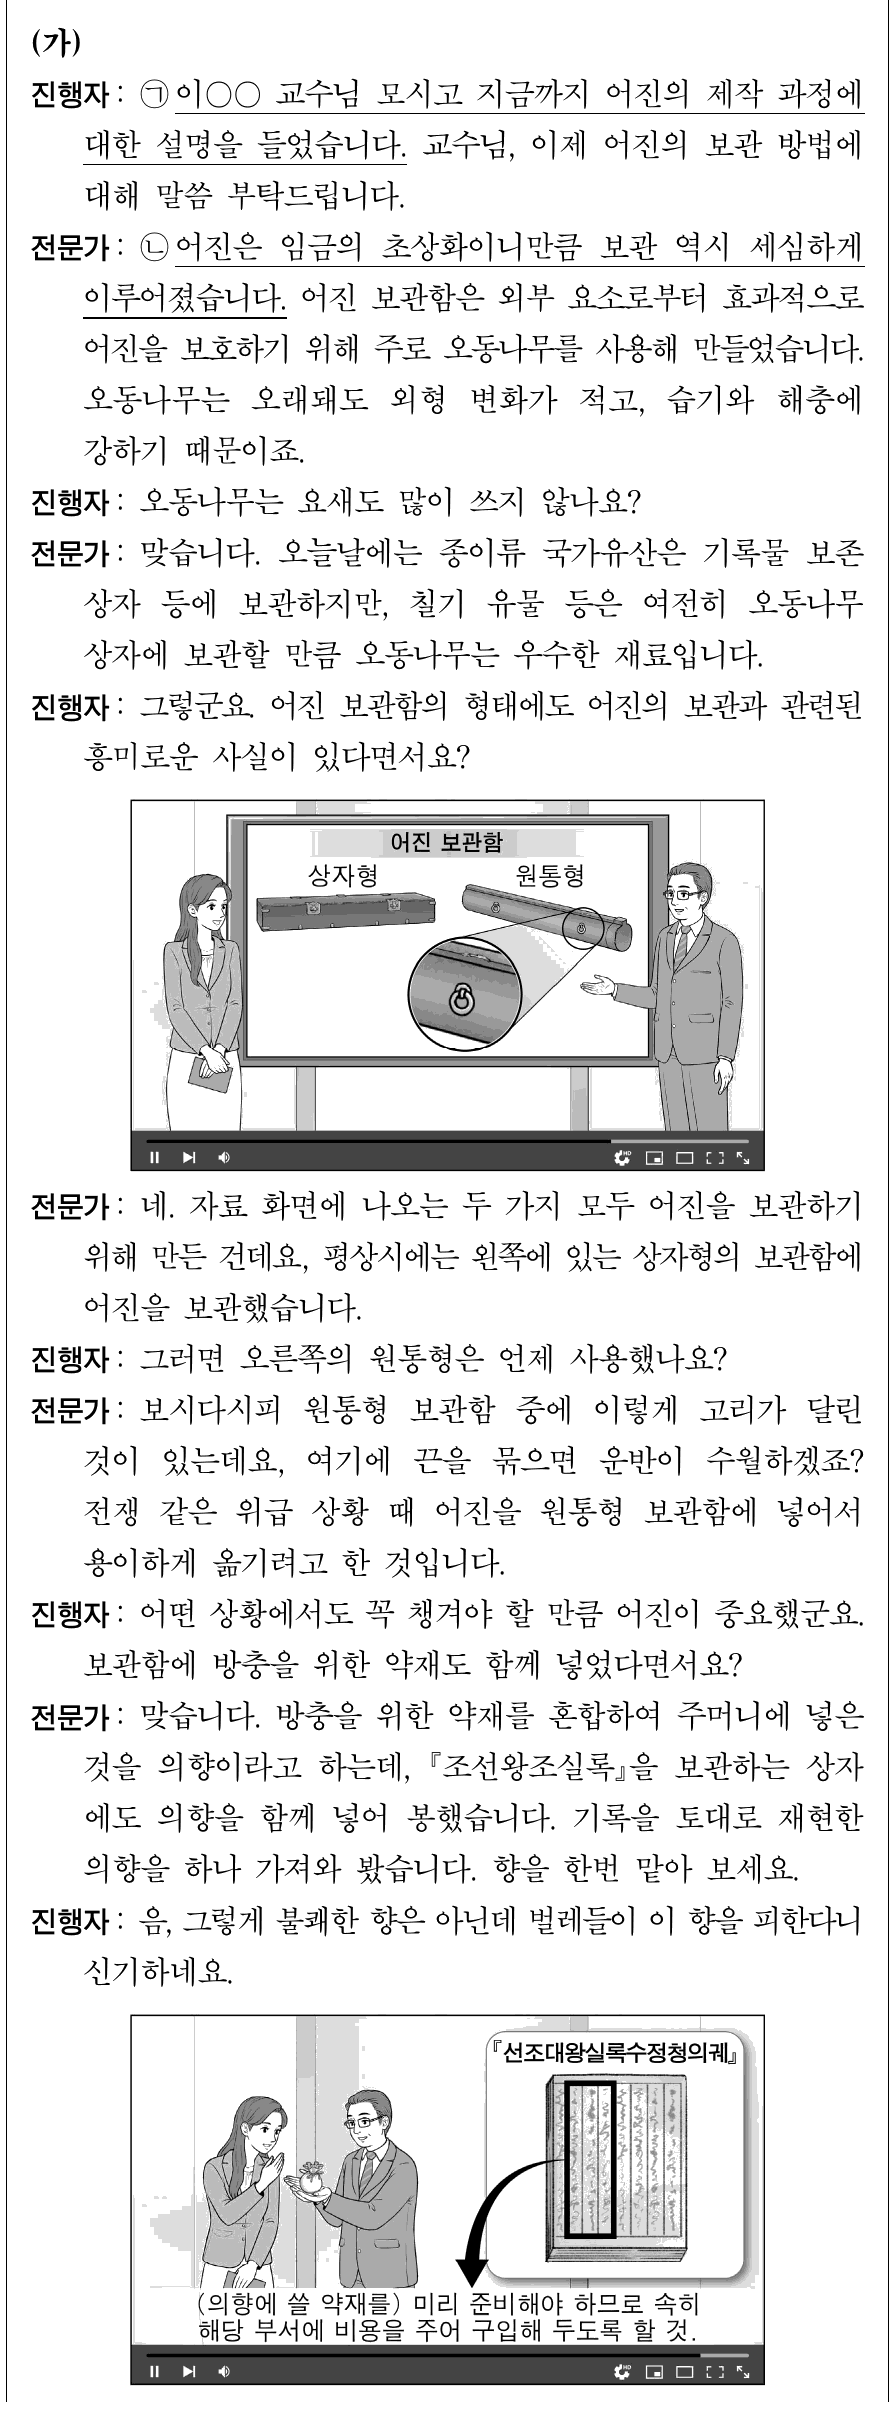 (가)
진행자 : ㉠이○○ 교수님 모시고 지금까지 어진의 제작 과정에
대한 설명을 들었습니다. 교수님, 이제 어진의 보관 방법에
대해 말씀 부탁드립니다.
전문가 : ㉡어진은 임금의 초상화이니만큼 보관 역시 세심하게
이루어졌습니다. 어진 보관함은 외부 요소로부터 효과적으로
어진을 보호하기 위해 주로 오동나무를 사용해 만들었습니다.
오동나무는 오래돼도 외형 변화가 적고, 습기와 해충에
강하기 때문이죠.
진행자 : 오동나무는 요새도 많이 쓰지 않나요?
전문가 : 맞습니다. 오늘날에는 종이류 국가유산은 기록물 보존
상자 등에 보관하지만, 칠기 유물 등은 여전히 오동나무
상자에 보관할 만큼 오동나무는 우수한 재료입니다.
진행자 : 그렇군요. 어진 보관함의 형태에도 어진의 보관과 관련된
흥미로운 사실이 있다면서요?
어진 보관함
상자형 원통형
전문가 : 네. 자료 화면에 나오는 두 가지 모두 어진을 보관하기
위해 만든 건데요, 평상시에는 왼쪽에 있는 상자형의 보관함에
어진을 보관했습니다.
진행자 : 그러면 오른쪽의 원통형은 언제 사용했나요?
전문가 : 보시다시피 원통형 보관함 중에 이렇게 고리가 달린
것이 있는데요, 여기에 끈을 묶으면 운반이 수월하겠죠?
전쟁 같은 위급 상황 때 어진을 원통형 보관함에 넣어서
용이하게 옮기려고 한 것입니다.
진행자 : 어떤 상황에서도 꼭 챙겨야 할 만큼 어진이 중요했군요.
보관함에 방충을 위한 약재도 함께 넣었다면서요?
전문가 : 맞습니다. 방충을 위한 약재를 혼합하여 주머니에 넣은
것을 의향이라고 하는데, 『조선왕조실록』을 보관하는 상자
에도 의향을 함께 넣어 봉했습니다. 기록을 토대로 재현한
의향을 하나 가져와 봤습니다. 향을 한번 맡아 보세요.
진행자 : 음, 그렇게 불쾌한 향은 아닌데 벌레들이 이 향을 피한다니
신기하네요.
『선조대왕실록수정청의궤』
(의향에 쓸 약재를) 미리 준비해야 하므로 속히
해당 부서에 비용을 주어 구입해 두도록 할 것.